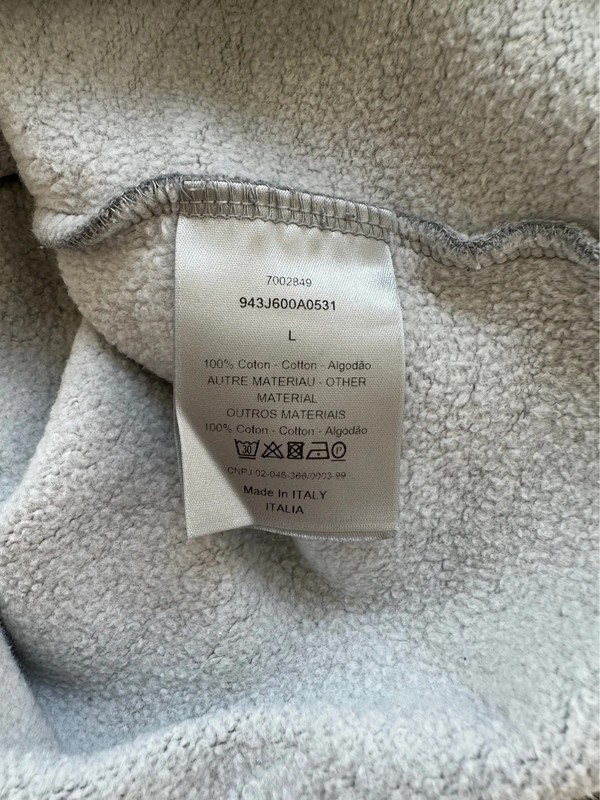 7002849
943J600A0531
L
100% Coton - Cotton - Algodão
AUTRE MATERIAU - OTHER
MATERIAL
OUTROS MATERIAIS
100% Coton - Cotton - Algodão
30 P
CNPJ 02-046-366/0003-99
Made In ITALY
ITALIA